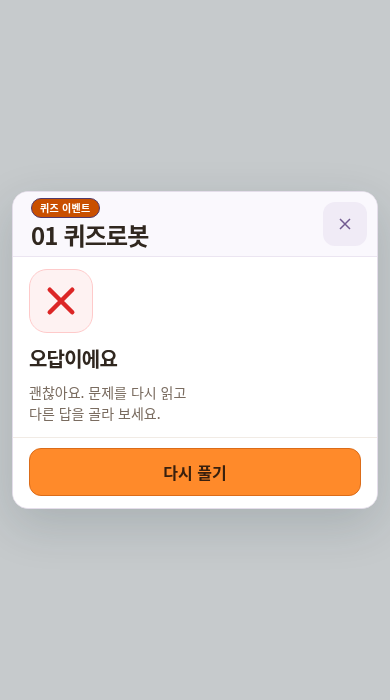 퀴즈 이벤트
01 퀴즈로봇
오답이에요
괜찮아요. 문제를 다시 읽고
다른 답을 골라 보세요.
다시 풀기